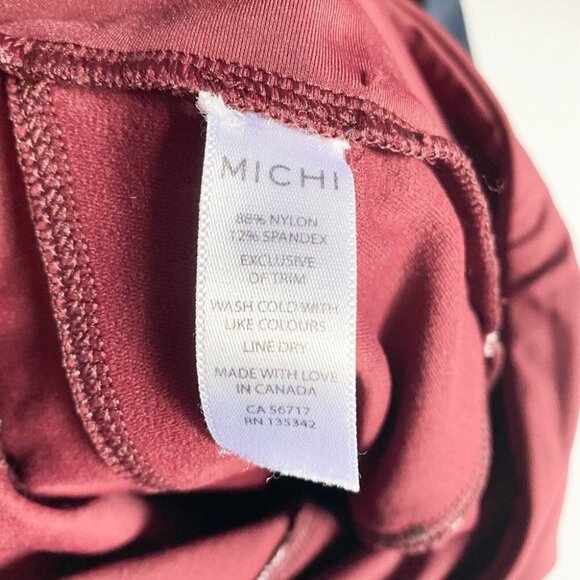 MICHI
88% NYLON
12% SPANDEX
EXCLUSIVE
OF TRIM
WASH COLD WITH
LIKE COLOURS
LINE DRY
MADE WITH LOVE
IN CANADA
CA 56717
RN 135342